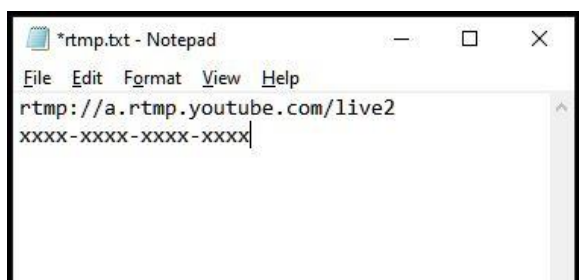 *rtmp.txt - Notepad
File Edit Format View Help
rtmp://a.rtmp.youtube.com/live2
xxxx-xxxx-xxxx-xxxx